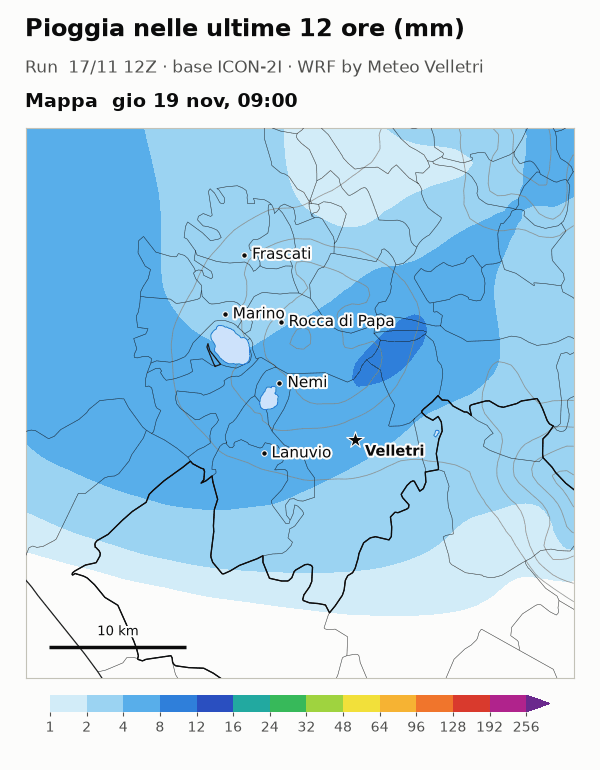 Pioggia nelle ultime 12 ore (mm)
Run 17/11 12Z · base ICON-2I · WRF by Meteo Velletri
Mappa gio 19 nov, 09:00
Frascati
Marino
Rocca di Papa
Nemi
Velletri
Lanuvio
10 km
1 2 4 8 12 16 24 32 48 64 96 128 192 256